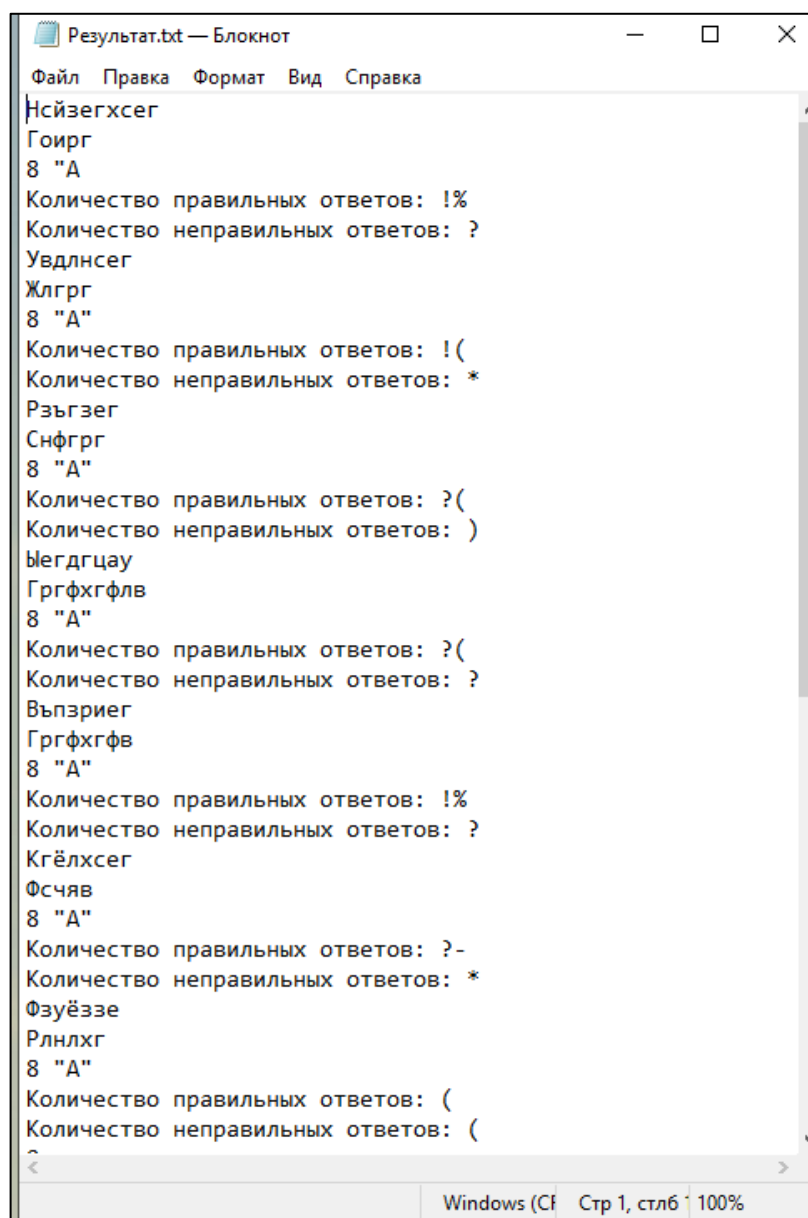 Результат.txt — Блокнот
Файл Правка Формат Вид Справка
Нсйзегхсег
Гоирг
8 "А
Количество правильных ответов: !%
Количество неправильных ответов: ?
Увдлнсег
Жлгрг
8 "А"
Количество правильных ответов: !(
Количество неправильных ответов: *
Рзъгзег
Снфгрг
8 "А"
Количество правильных ответов: ?(
Количество неправильных ответов: )
Ыегдгцау
Гргфхгфлв
8 "А"
Количество правильных ответов: ?(
Количество неправильных ответов: ?
Въпзриег
Гргфхгфв
8 "А"
Количество правильных ответов: !%
Количество неправильных ответов: ?
Кгёлхсег
Фсчяв
8 "А"
Количество правильных ответов: ?-
Количество неправильных ответов: *
Фзуёззе
Рлнлхг
8 "А"
Количество правильных ответов: (
Количество неправильных ответов: (
Windows (CF Стр 1, стлб 1 100%